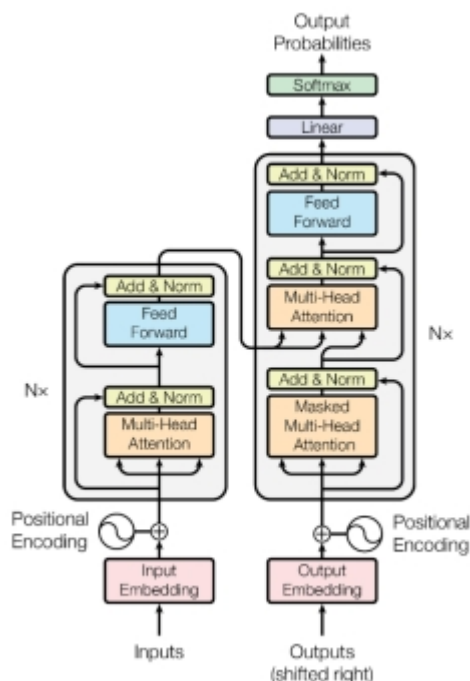 Output
Probabilities
Softmax
Linear
Add & Norm
Feed
Forward
Add & Norm
Multi-Head
Attention
Add & Norm
Masked
Multi-Head
Attention
Nx
Add & Norm
Feed
Forward
Add & Norm
Multi-Head
Attention
Nx
Positional
Encoding
Positional
Encoding
Input
Embedding
Output
Embedding
Inputs
Outputs
(shifted right)